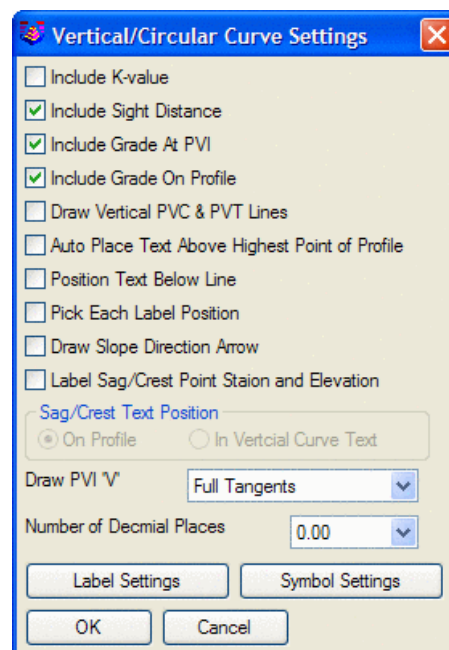 Vertical/Circular Curve Settings
Include K-value
Include Sight Distance
Include Grade At PVI
Include Grade On Profile
Draw Vertical PVC & PVT Lines
Auto Place Text Above Highest Point of Profile
Position Text Below Line
Pick Each Label Position
Draw Slope Direction Arrow
Label Sag/Crest Point Staion and Elevation
Sag/Crest Text Position
On Profile In Vertcial Curve Text
Draw PVI 'V' Full Tangents
Number of Decmial Places 0.00
Label Settings Symbol Settings
OK Cancel